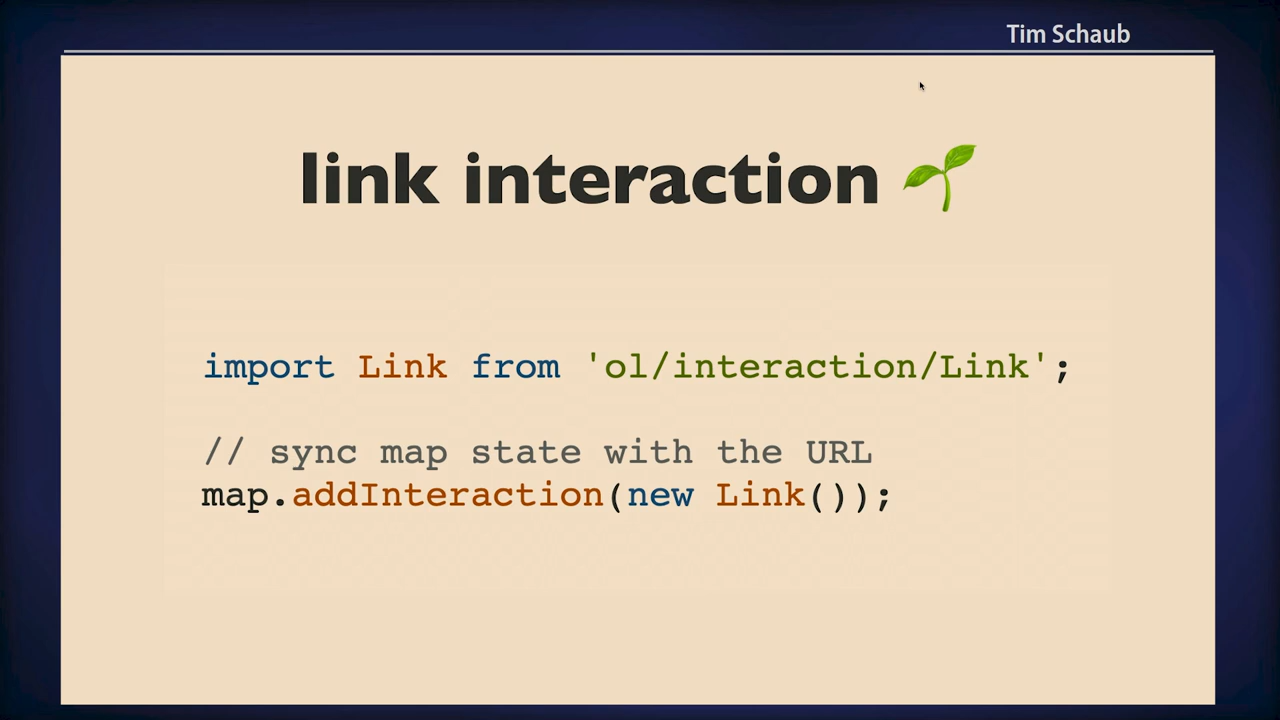 Tim Schaub
link interaction 🌱
import Link from 'ol/interaction/Link';
// sync map state with the URL
map.addInteraction(new Link());